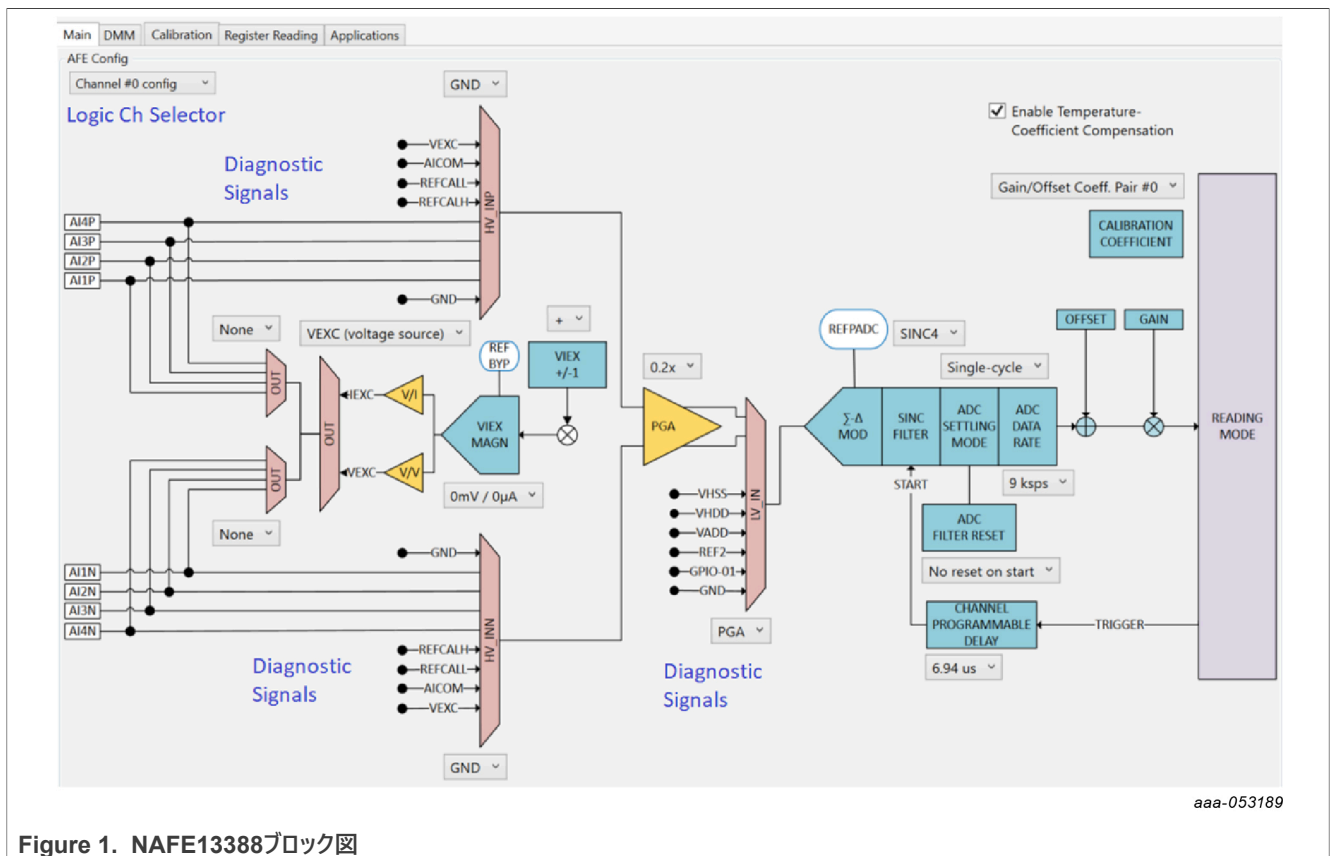 Main DMM Calibration Register Reading Applications
AFE Config
Channel #0 config
GND
Logic Ch Selector
Enable Temperature-
Coefficient Compensation
Diagnostic
Signals
VEXC
AICOM
REFCALL
REFCALH
HV_INP
Gain/Offset Coeff. Pair #0
AI4P
AI3P
AI2P
AI1P
CALIBRATION
COEFFICIENT
GND
None
VEXC (voltage source)
+
REF
BYP
VIEX
+/-1
REFPADC
SINC4
OFFSET
GAIN
0.2x
Single-cycle
OUT
OUT
IEXC
V/I
VIEX
MAGN
PGA
Σ-Δ
MOD
SINC
FILTER
ADC
SETTLING
MODE
ADC
DATA
RATE
READING
MODE
OUT
VEXC
V/V
0mV / 0μA
START
9 ksps
None
VHSS
VHDD
VADD
REF2
GPIO-01
GND
LV_IN
ADC
FILTER RESET
No reset on start
GND
AI1N
AI2N
AI3N
AI4N
HV_INN
CHANNEL
PROGRAMMABLE
DELAY
TRIGGER
PGA
6.94 us
Diagnostic
Signals
REFCALH
REFCALL
AICOM
VEXC
Diagnostic
Signals
GND
aaa-053189
Figure 1. NAFE13388ブロック図